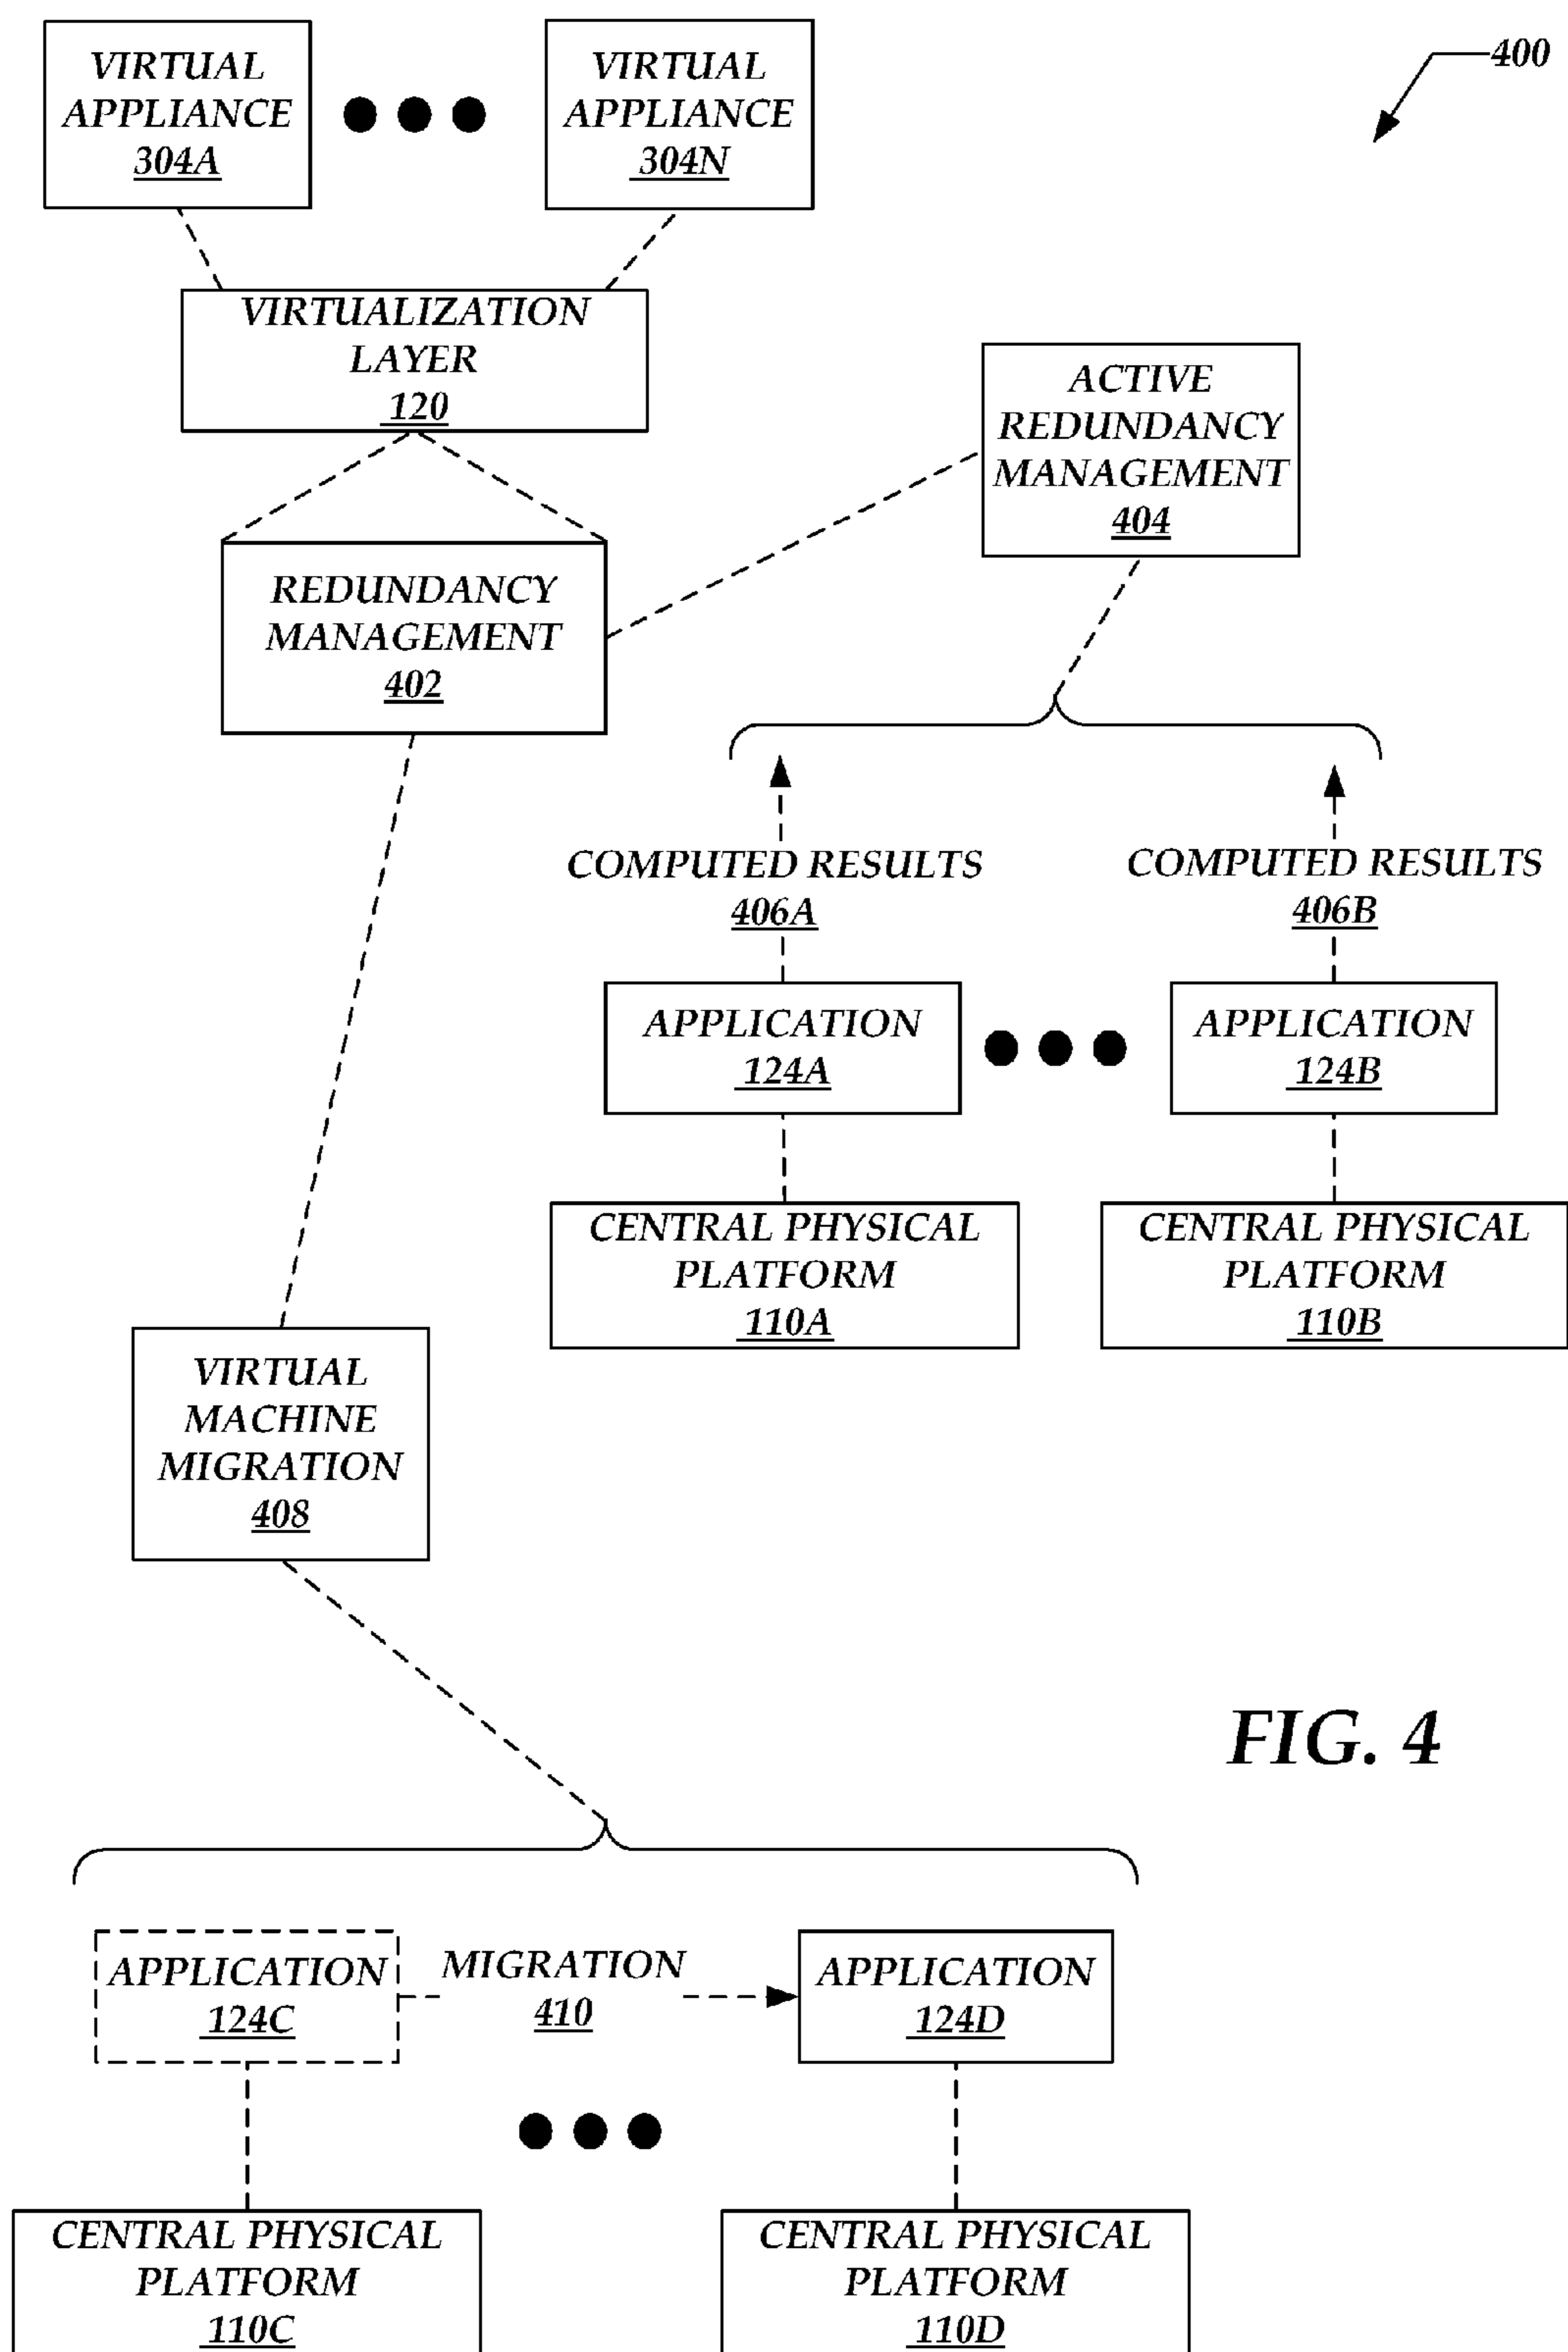 VIRTUAL
APPLIANCE
304A
VIRTUAL
APPLIANCE
304N
400
VIRTUALIZATION
LAYER
120
ACTIVE
REDUNDANCY
MANAGEMENT
404
REDUNDANCY
MANAGEMENT
402
COMPUTED RESULTS
406A
COMPUTED RESULTS
406B
APPLICATION
124A
APPLICATION
124B
CENTRAL PHYSICAL
PLATFORM
110A
CENTRAL PHYSICAL
PLATFORM
110B
VIRTUAL
MACHINE
MIGRATION
408
FIG. 4
APPLICATION
124C
MIGRATION
410
APPLICATION
124D
CENTRAL PHYSICAL
PLATFORM
110C
CENTRAL PHYSICAL
PLATFORM
110D